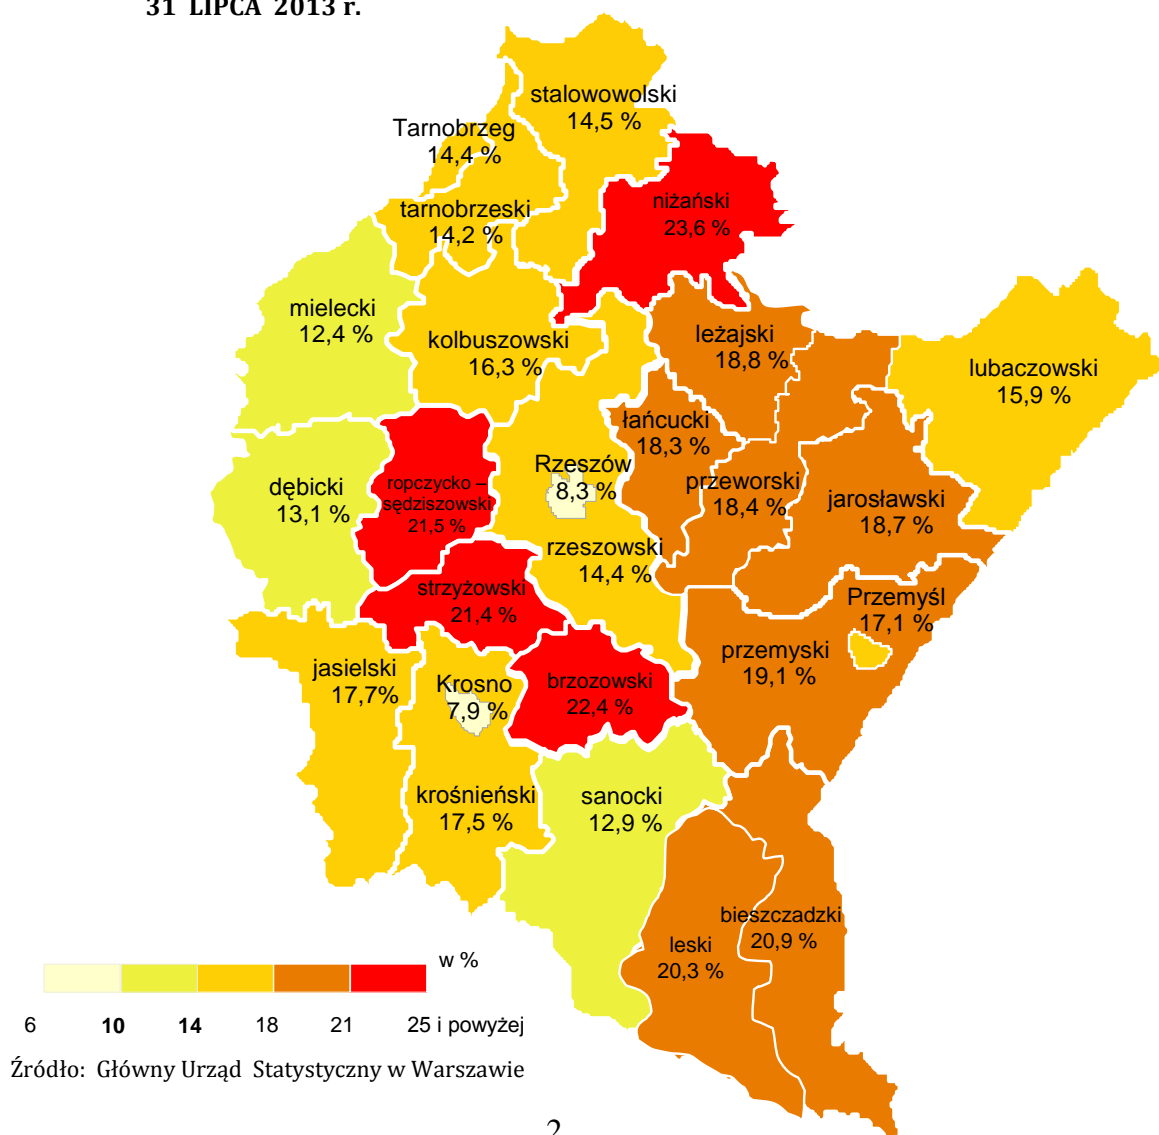 31 LIPCA 2013 r.
stalowowolski
14,5 %
Tarnobrzeg
14,4 %
niżański
23,6 %
tarnobrzeski
14,2 %
mielecki
12,4 %
kolbuszowski
16,3 %
leżajski
18,8 %
lubaczowski
15,9 %
łańcucki
18,3 %
Rzeszów
8,3 %
przeworski
18,4 %
jarosławski
18,7 %
dębicki
13,1 %
ropczycko –
sędziszowski
21,5 %
rzeszowski
14,4 %
strzyżowski
21,4 %
Przemyśl
17,1 %
przemyski
19,1 %
jasielski
17,7%
Krosno
7,9 %
brzozowski
22,4 %
krośnieński
17,5 %
sanocki
12,9 %
bieszczadzki
20,9 %
leski
20,3 %
w %
6 10 14 18 21 25 i powyżej
Źródło: Główny Urząd Statystyczny w Warszawie
2